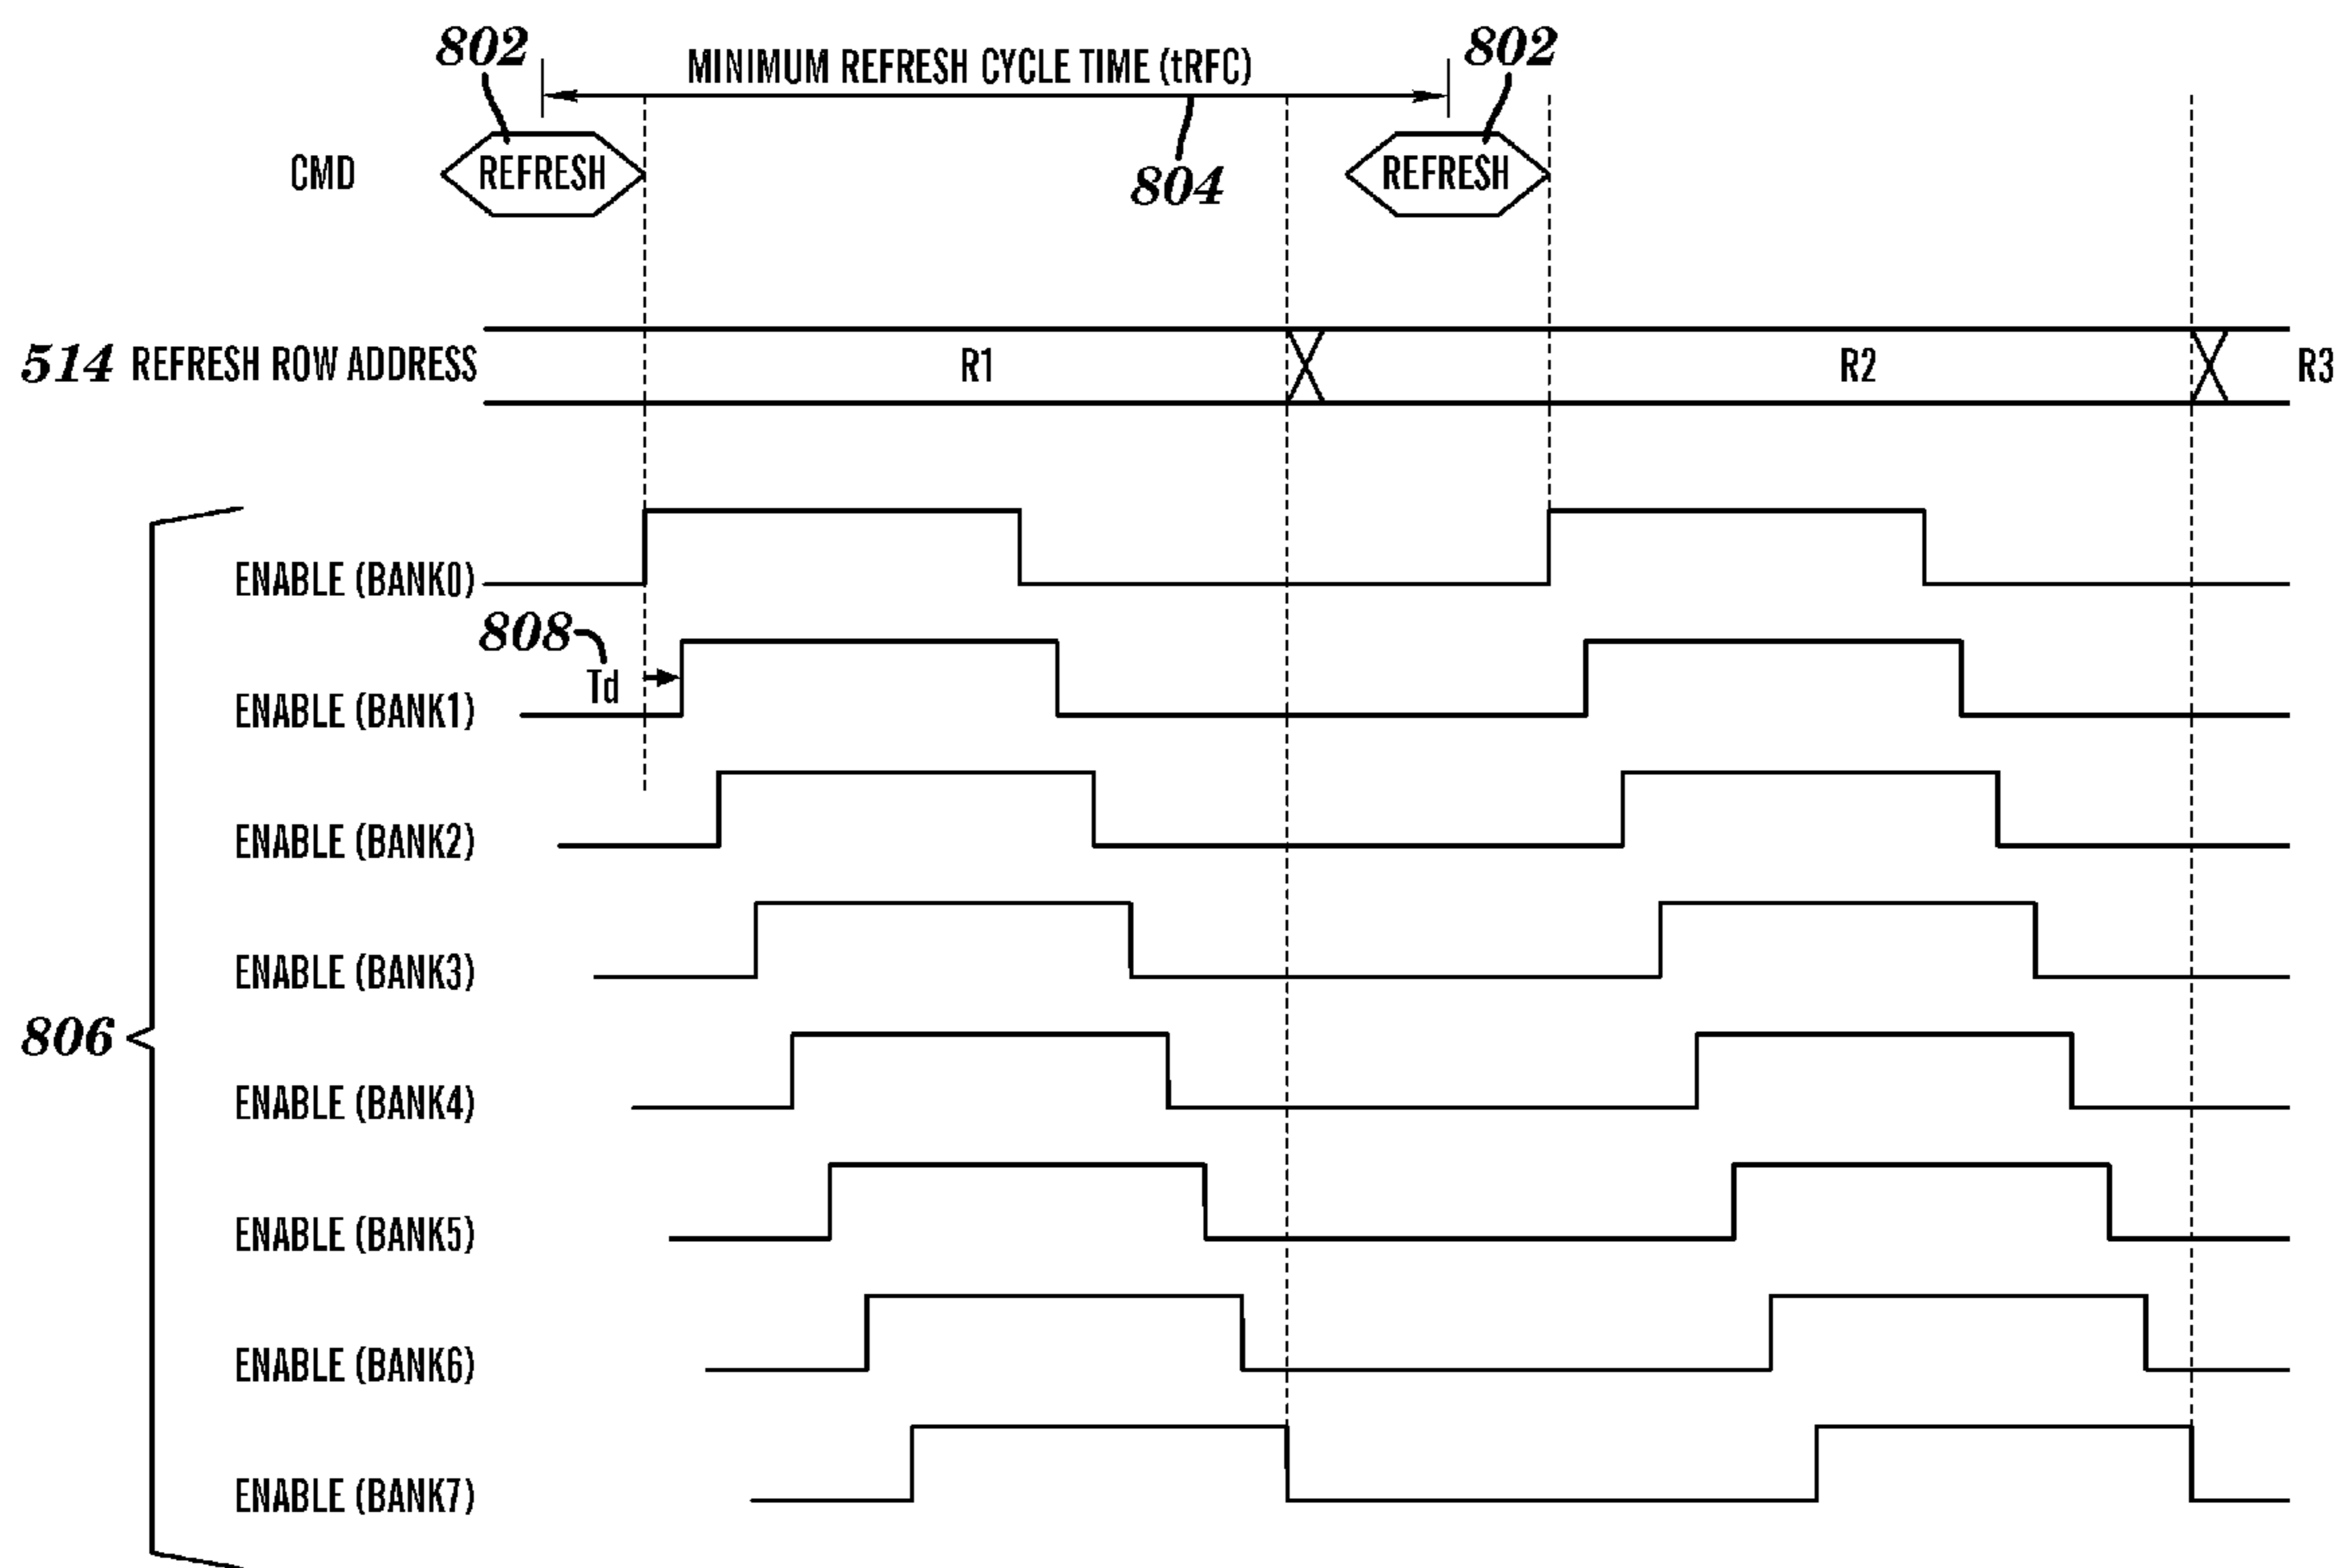 802
MINIMUM REFRESH CYCLE TIME (tRFC)
802
CMD
REFRESH
804
REFRESH
514 REFRESH ROW ADDRESS
R1
R2
R3
ENABLE (BANK0)
808
Td
ENABLE (BANK1)
ENABLE (BANK2)
ENABLE (BANK3)
806
ENABLE (BANK4)
ENABLE (BANK5)
ENABLE (BANK6)
ENABLE (BANK7)